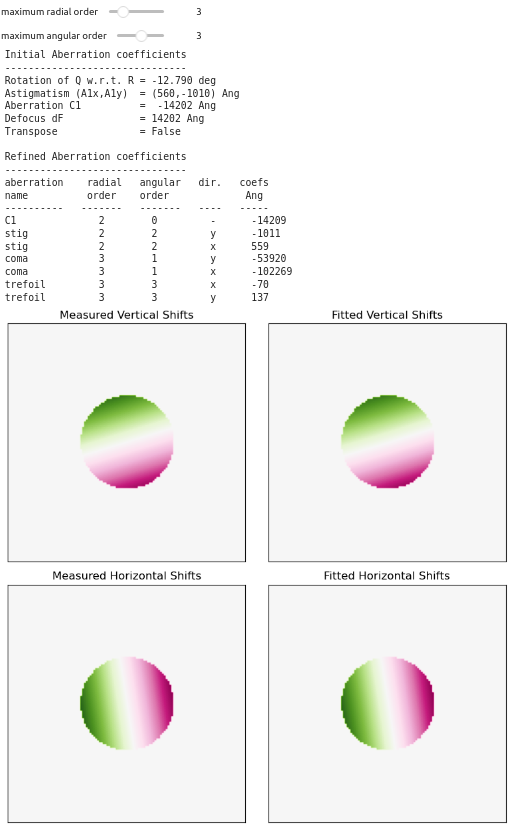 maximum radial order 3
maximum angular order 3
Initial Aberration coefficients
-------------------------------
Rotation of Q w.r.t. R = -12.790 deg
Astigmatism (A1x,A1y)  = (560,-1010) Ang
Aberration C1          =  -14202 Ang
Defocus dF             = 14202 Ang
Transpose              = False
Refined Aberration coefficients
-------------------------------
aberration    radial   angular   dir.   coefs
name          order    order            Ang
----------   -------   -------   ----   -----
C1            2         0         -      -14209
stig          2         2         y      -1011
stig          2         2         x      559
coma          3         1         y      -53920
coma          3         1         x      -102269
trefoil       3         3         x      -70
trefoil       3         3         y      137
Measured Vertical Shifts    Fitted Vertical Shifts
Measured Horizontal Shifts    Fitted Horizontal Shifts